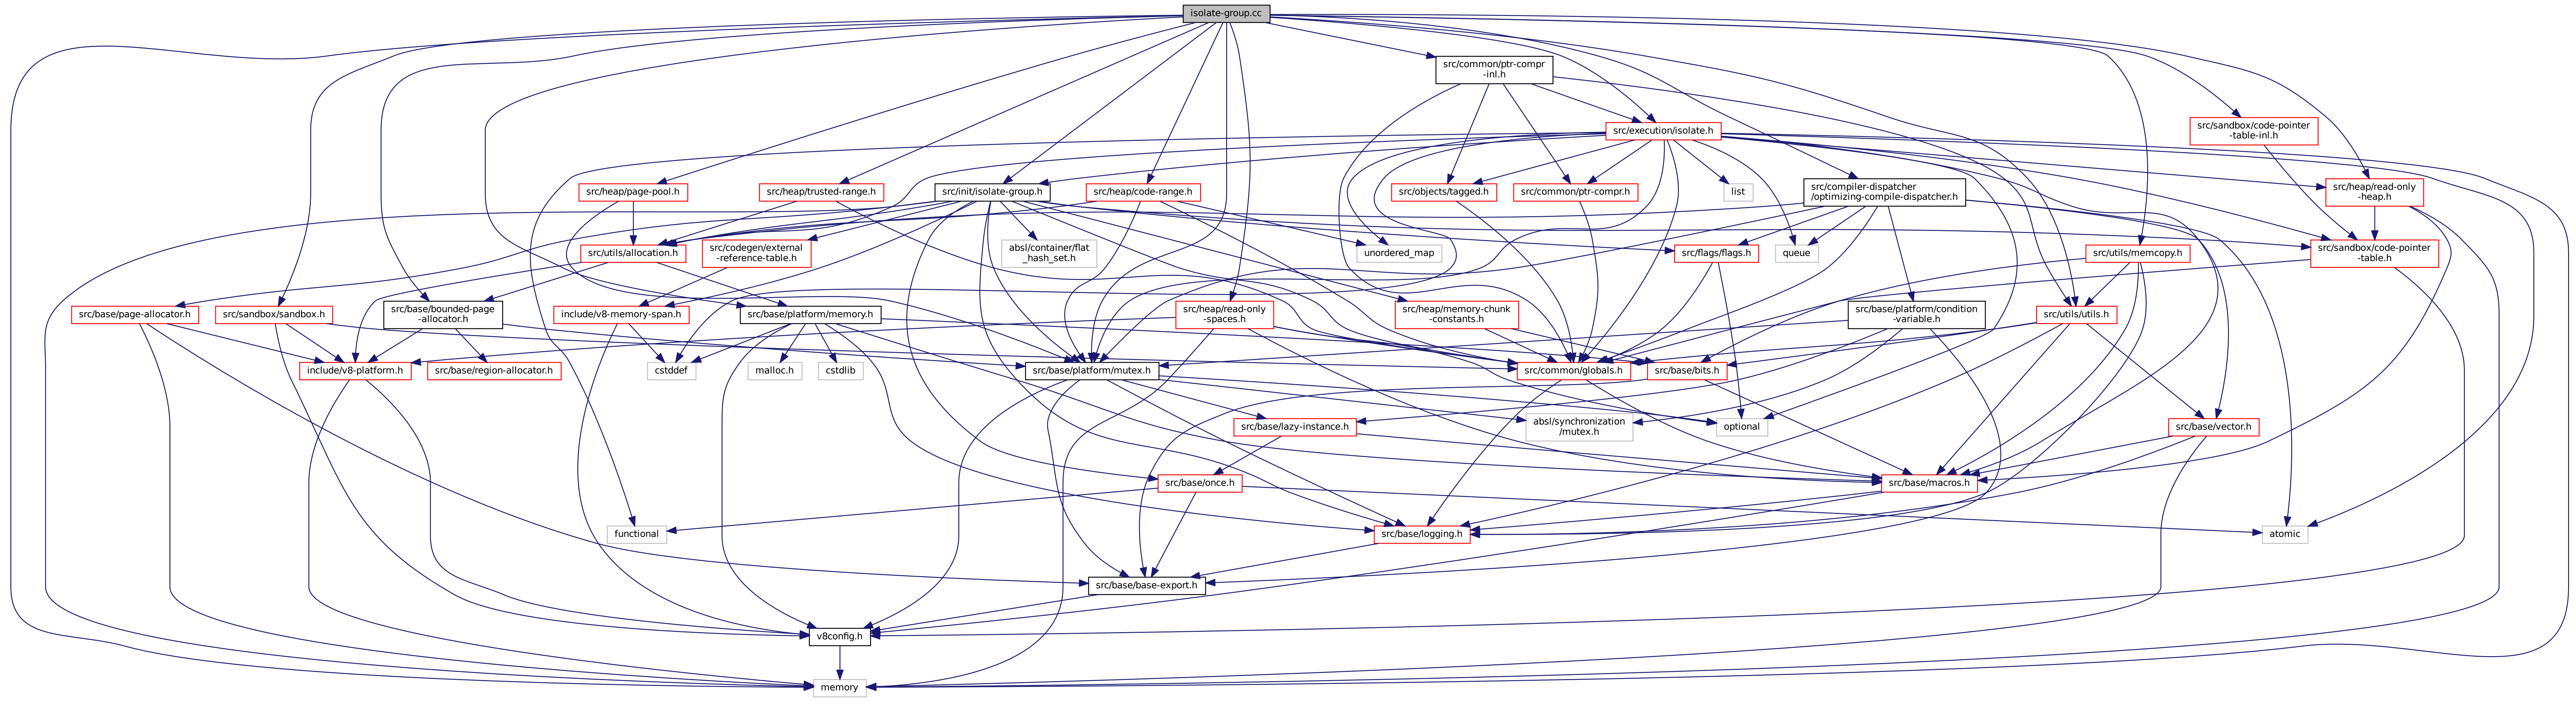 isolate-group.cc
src/common/ptr-compr
-inl.h
src/execution/isolate.h
src/sandbox/code-pointer
-table-inl.h
src/heap/page-pool.h
src/heap/trusted-range.h
src/init/isolate-group.h
src/heap/code-range.h
src/objects/tagged.h
src/common/ptr-compr.h
list
src/compiler-dispatcher
/optimizing-compile-dispatcher.h
src/heap/read-only
-heap.h
src/utils/allocation.h
src/codegen/external
-reference-table.h
absl/container/flat
_hash_set.h
unordered_map
src/flags/flags.h
queue
src/utils/memcopy.h
src/sandbox/code-pointer
-table.h
src/base/page-allocator.h
src/sandbox/sandbox.h
src/base/bounded-page
-allocator.h
include/v8-memory-span.h
src/base/platform/memory.h
src/heap/read-only
-spaces.h
src/heap/memory-chunk
-constants.h
src/base/platform/condition
-variable.h
src/utils/utils.h
include/v8-platform.h
src/base/region-allocator.h
cstddef
malloc.h
cstdlib
src/base/platform/mutex.h
src/common/globals.h
src/base/bits.h
src/base/lazy-instance.h
absl/synchronization
/mutex.h
optional
src/base/vector.h
src/base/once.h
src/base/macros.h
functional
src/base/logging.h
atomic
src/base/base-export.h
v8config.h
memory